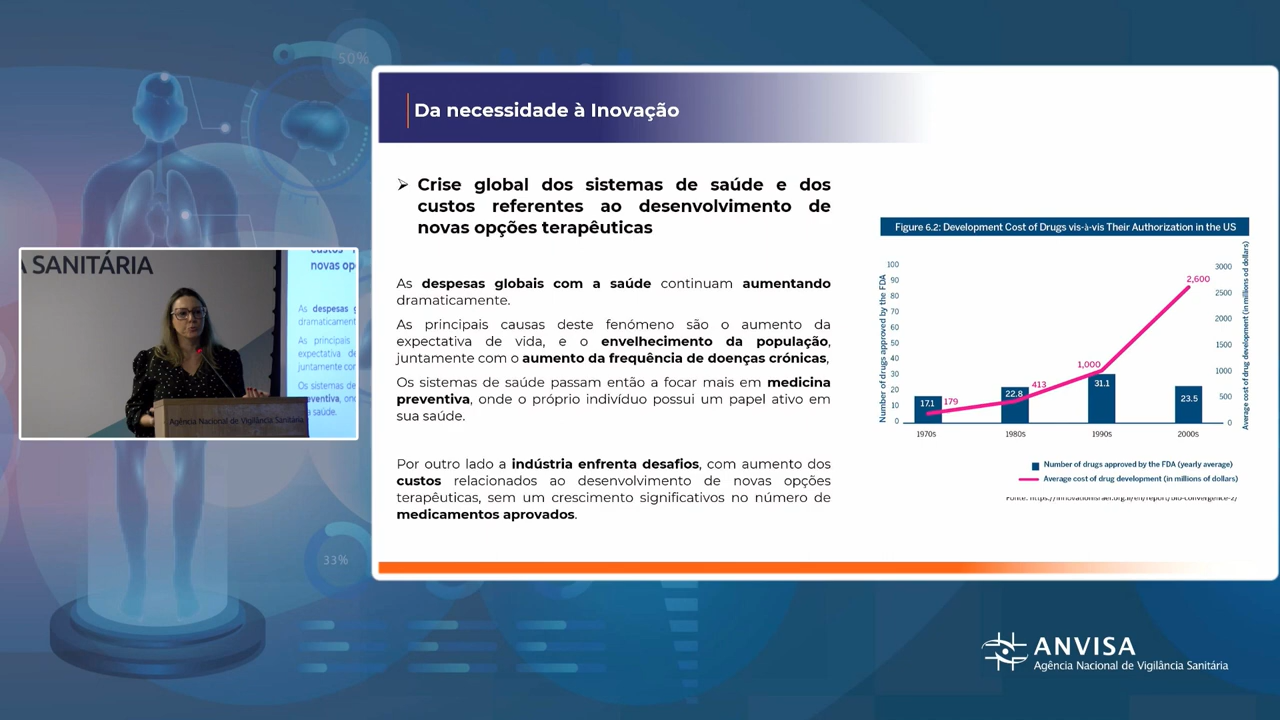 50%
Da necessidade à Inovação
➢ Crise global dos sistemas de saúde e dos
custos referentes ao desenvolvimento de
novas opções terapêuticas
As despesas globais com a saúde continuam aumentando
dramaticamente.
As principais causas deste fenómeno são o aumento da
expectativa de vida, e o envelhecimento da população,
juntamente com o aumento da frequência de doenças crónicas,
Os sistemas de saúde passam então a focar mais em medicina
preventiva, onde o próprio indivíduo possui um papel ativo em
sua saúde.
Por outro lado a indústria enfrenta desafios, com aumento dos
custos relacionados ao desenvolvimento de novas opções
terapêuticas, sem um crescimento significativos no número de
medicamentos aprovados.
Figure 6.2: Development Cost of Drugs vis-à-vis Their Authorization in the US
Number of drugs approved by the FDA
100
90
80
70
60
50
40
30
20
10
0
17.1
179
22.8
413
1,000
31.1
2,600
23.5
3000
2500
2000
1500
1000
500
0
Average cost of drug development (in millions od dollars)
1970s
1980s
1990s
2000s
Number of drugs approved by the FDA (yearly average)
Average cost of drug development (in millions of dollars)
A SANITÁRIA
novas op
As despesas g
dramaticament
As principais
expectativa de
juntamente con
Os sistemas de
eventiva, ond
a saúde.
Agência Nacional de Vigilância Sanitária
33%
ANVISA
Agência Nacional de Vigilância Sanitária